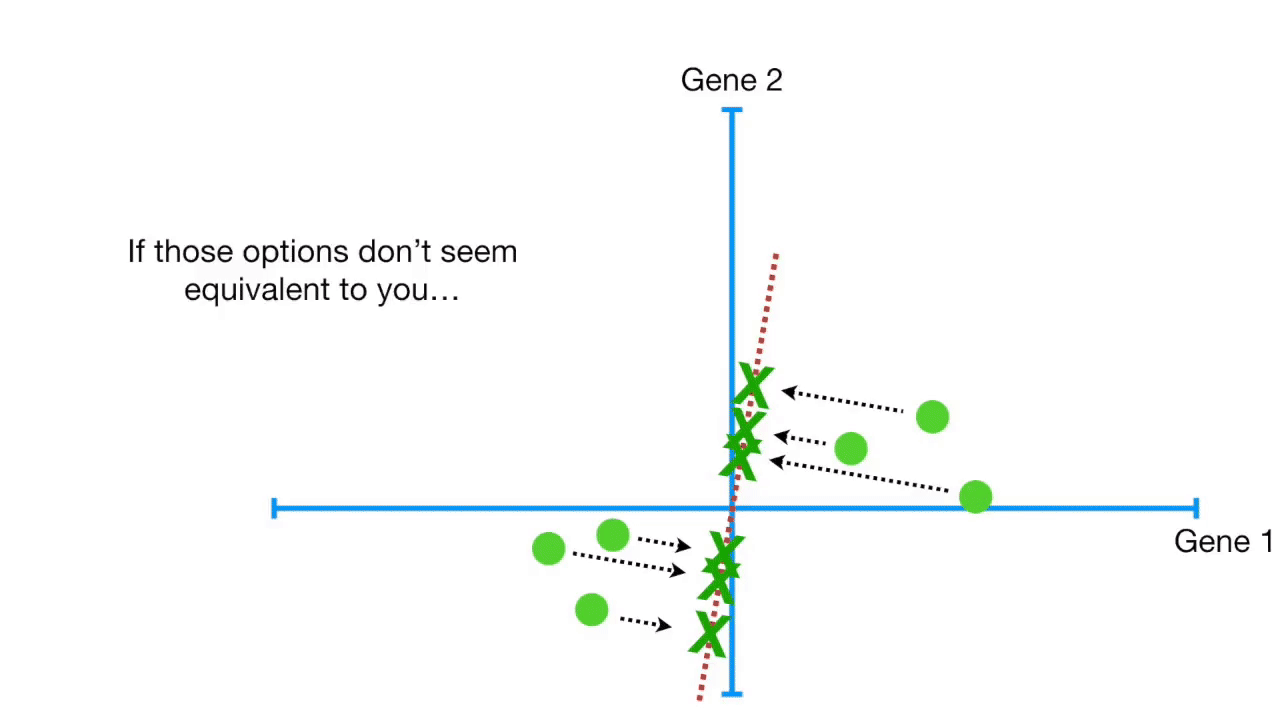 Gene 2
If those options don’t seem
equivalent to you…
Gene 1